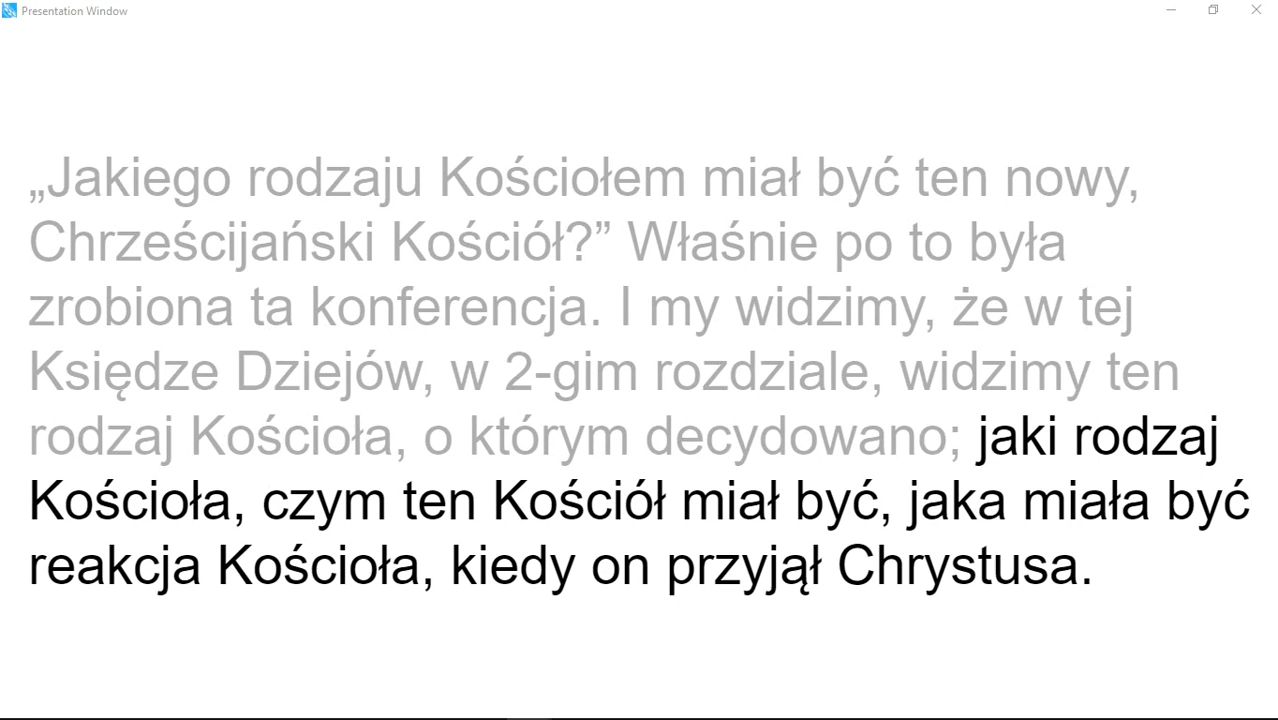 Presentation Window
„Jakiego rodzaju Kościołem miał być ten nowy,
Chrześcijański Kościół?” Właśnie po to była
zrobiona ta konferencja. I my widzimy, że w tej
Księdze Dziejów, w 2-gim rozdziale, widzimy ten
rodzaj Kościoła, o którym decydowano; jaki rodzaj
Kościoła, czym ten Kościół miał być, jaka miała być
reakcja Kościoła, kiedy on przyjął Chrystusa.